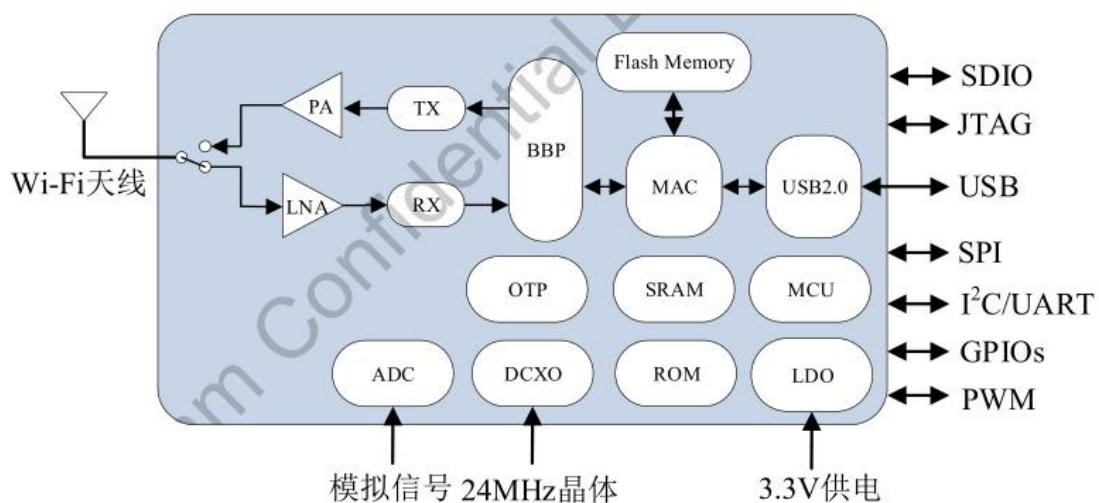 Flash Memory
SDIO
PA
TX
JTAG
BBP
Wi-Fi天线
MAC
USB2.0
USB
LNA
RX
SPI
OTP
SRAM
MCU
I²C/UART
GPIOs
ADC
DCXO
ROM
LDO
PWM
模拟信号
24MHz晶体
3.3V供电
Confidential